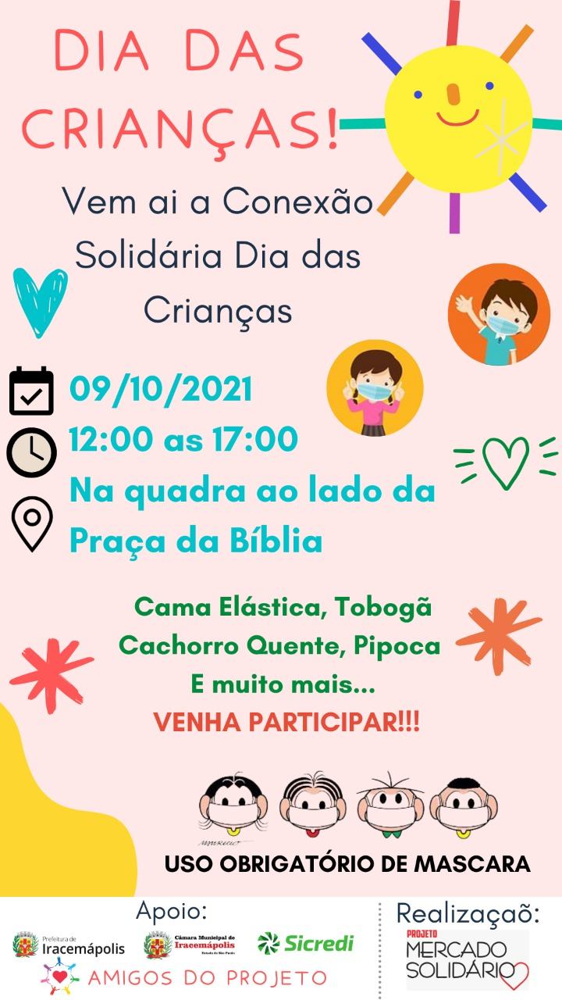 DIA DAS
CRIANÇAS!
Vem ai a Conexão
Solidária Dia das
Crianças
09/10/2021
12:00 as 17:00
Na quadra ao lado da
Praça da Bíblia
Cama Elástica, Tobogã
Cachorro Quente, Pipoca
E muito mais...
VENHA PARTICIPAR!!!
MAURICIO
USO OBRIGATÓRIO DE MASCARA
Apoio:
Prefeitura de
Iracemápolis
Câmara Municipal de
Iracemápolis
Estado de São Paulo
Sicredi
AMIGOS DO PROJETO
Realizaçaõ:
PROJETO
MERCADO
SOLIDÁRIO